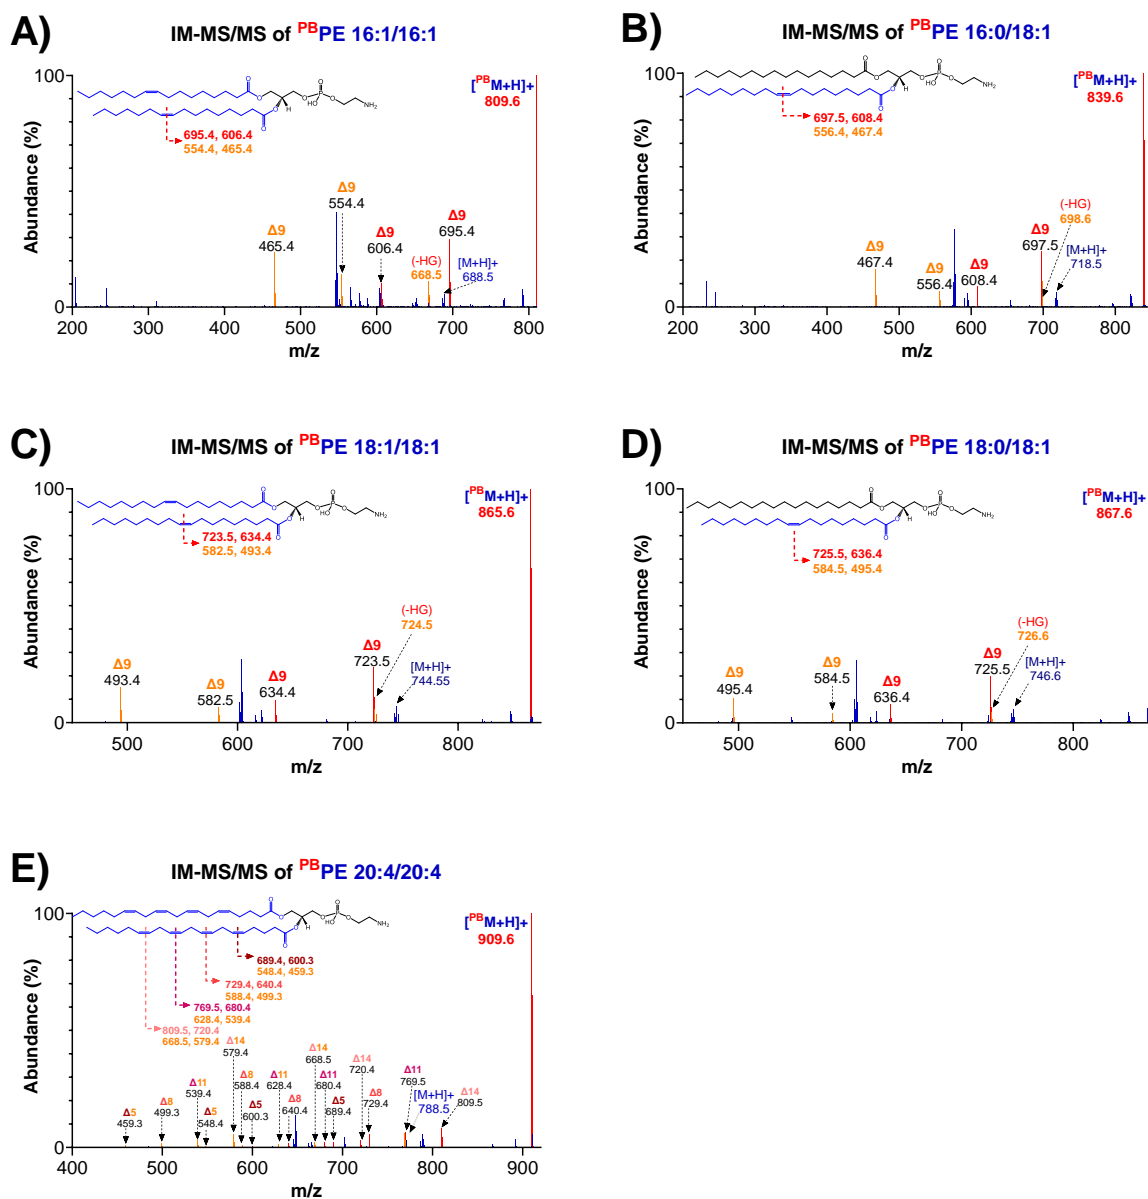 A)
IM-MS/MS of PBPE 16:1/16:1
Abundance (%)
100
50
0
200 300 400 500 600 700 800
m/z
[PBM+H]+
809.6
O
O
O
O
O
P
HO
O
H
NH2
695.4, 606.4
554.4, 465.4
Δ9
465.4
Δ9
554.4
Δ9
606.4
(-HG)
668.5
Δ9
695.4
[M+H]+
688.5
B)
IM-MS/MS of PBPE 16:0/18:1
Abundance (%)
100
50
0
200 300 400 500 600 700 800
m/z
[PBM+H]+
839.6
O
O
O
O
O
P
HO
O
H
NH2
697.5, 608.4
556.4, 467.4
Δ9
467.4
Δ9
556.4
Δ9
608.4
Δ9
697.5
(-HG)
698.6
[M+H]+
718.5
C)
IM-MS/MS of PBPE 18:1/18:1
Abundance (%)
100
50
0
500 600 700 800
m/z
[PBM+H]+
865.6
O
O
O
O
O
P
HO
O
H
NH2
723.5, 634.4
582.5, 493.4
Δ9
493.4
Δ9
582.5
Δ9
634.4
Δ9
723.5
(-HG)
724.5
[M+H]+
744.55
D)
IM-MS/MS of PBPE 18:0/18:1
Abundance (%)
100
50
0
500 600 700 800
m/z
[PBM+H]+
867.6
O
O
O
O
O
P
HO
O
H
NH2
725.5, 636.4
584.5, 495.4
Δ9
495.4
Δ9
584.5
Δ9
636.4
Δ9
725.5
(-HG)
726.6
[M+H]+
746.6
E)
IM-MS/MS of PBPE 20:4/20:4
Abundance (%)
100
50
0
400 500 600 700 800 900
m/z
[PBM+H]+
909.6
O
O
O
O
O
P
HO
O
H
NH2
689.4, 600.3
548.4, 459.3
729.4, 640.4
588.4, 499.3
769.5, 680.4
628.4, 539.4
809.5, 720.4
668.5, 579.4
Δ5
459.3
Δ8
499.3
Δ11
539.4
Δ5
548.4
Δ14
579.4
Δ8
588.4
Δ5
600.3
Δ11
628.4
Δ8
640.4
Δ14
668.5
Δ11
680.4
Δ5
689.4
Δ14
720.4
Δ8
729.4
Δ11
769.5
[M+H]+
788.5
Δ14
809.5